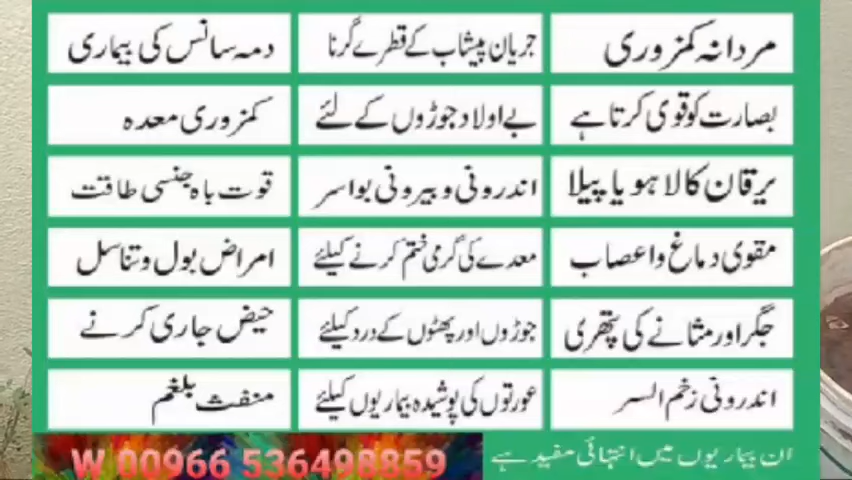 مردانہ کمزوری
جریان پیشاب کے قطرے گرنا
دمہ سانس کی بیماری
بصارت کو قوی کرتا ہے
بے اولاد جوڑوں کے لئے
کمزوری معدہ
یرقان کالا ہو یا پیلا
اندرونی و بیرونی بواسر
قوت باہ جنسی طاقت
مقوی دماغ و اعصاب
معدے کی گرمی ختم کرنے کیلئے
امراض بول و تناسل
جگر اور مثانے کی پتھری
جوڑوں اور پھٹوں کے درد کیلئے
حیض جاری کرنے
اندرونی زخم السر
عورتوں کی پوشیدہ بیماریوں کیلئے
منفث بلغم
ان بیماریوں میں انتہائی مفید ہے
W 00966 536498859